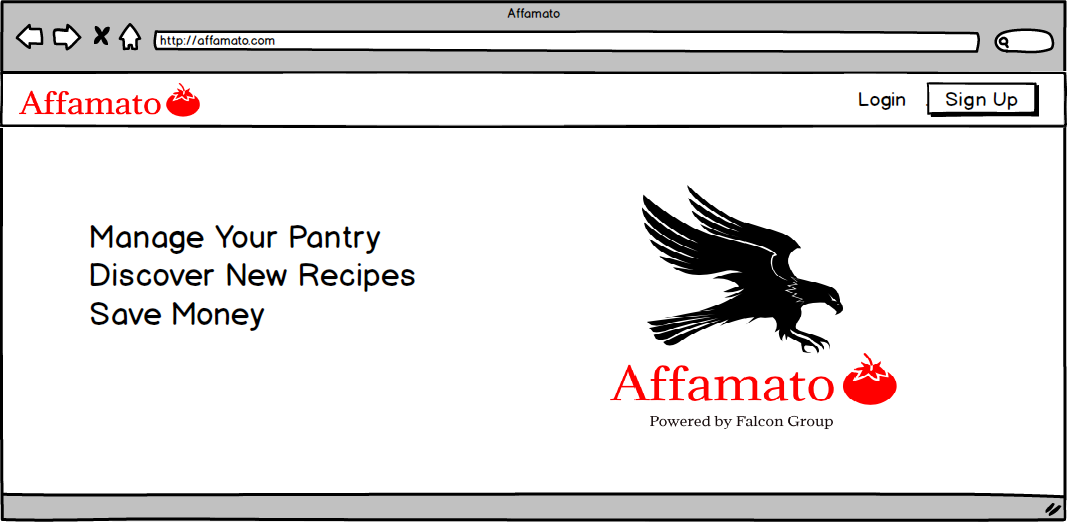 Affamato
http://affamato.com
Affamato
Login
Sign Up
Manage Your Pantry
Discover New Recipes
Save Money
Affamato
Powered by Falcon Group